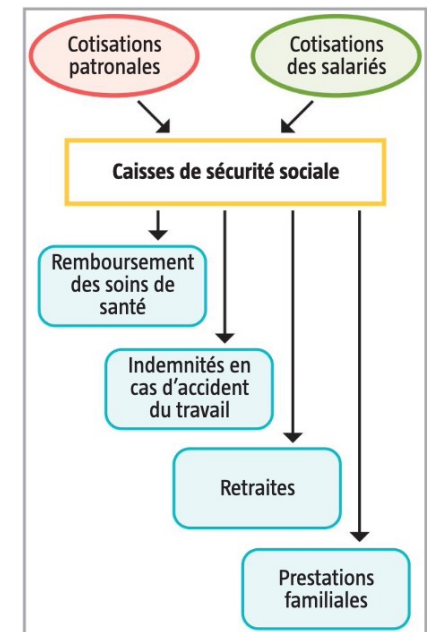 Cotisations
patronales
Cotisations
des salariés
Caisses de sécurité sociale
Remboursement
des soins de
santé
Indemnités en
cas d'accident
du travail
Retraites
Prestations
familiales